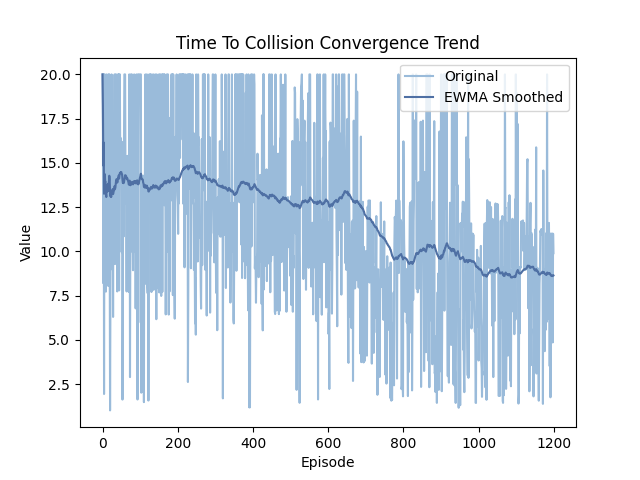 Time To Collision Convergence Trend
Original
EWMA Smoothed
Value
20.0
17.5
15.0
12.5
10.0
7.5
5.0
2.5
0 200 400 600 800 1000 1200
Episode